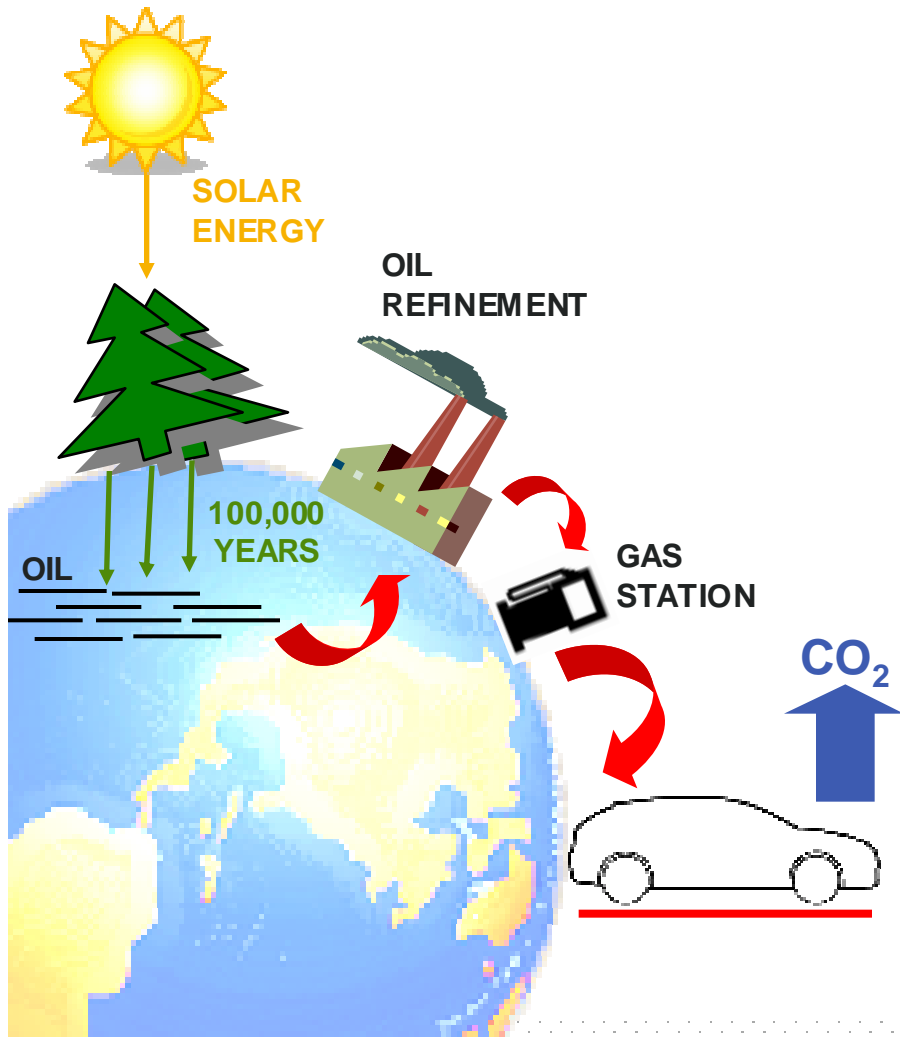 SOLAR
ENERGY
OIL
REFINEMENT
100,000
YEARS
OIL
GAS
STATION
CO₂